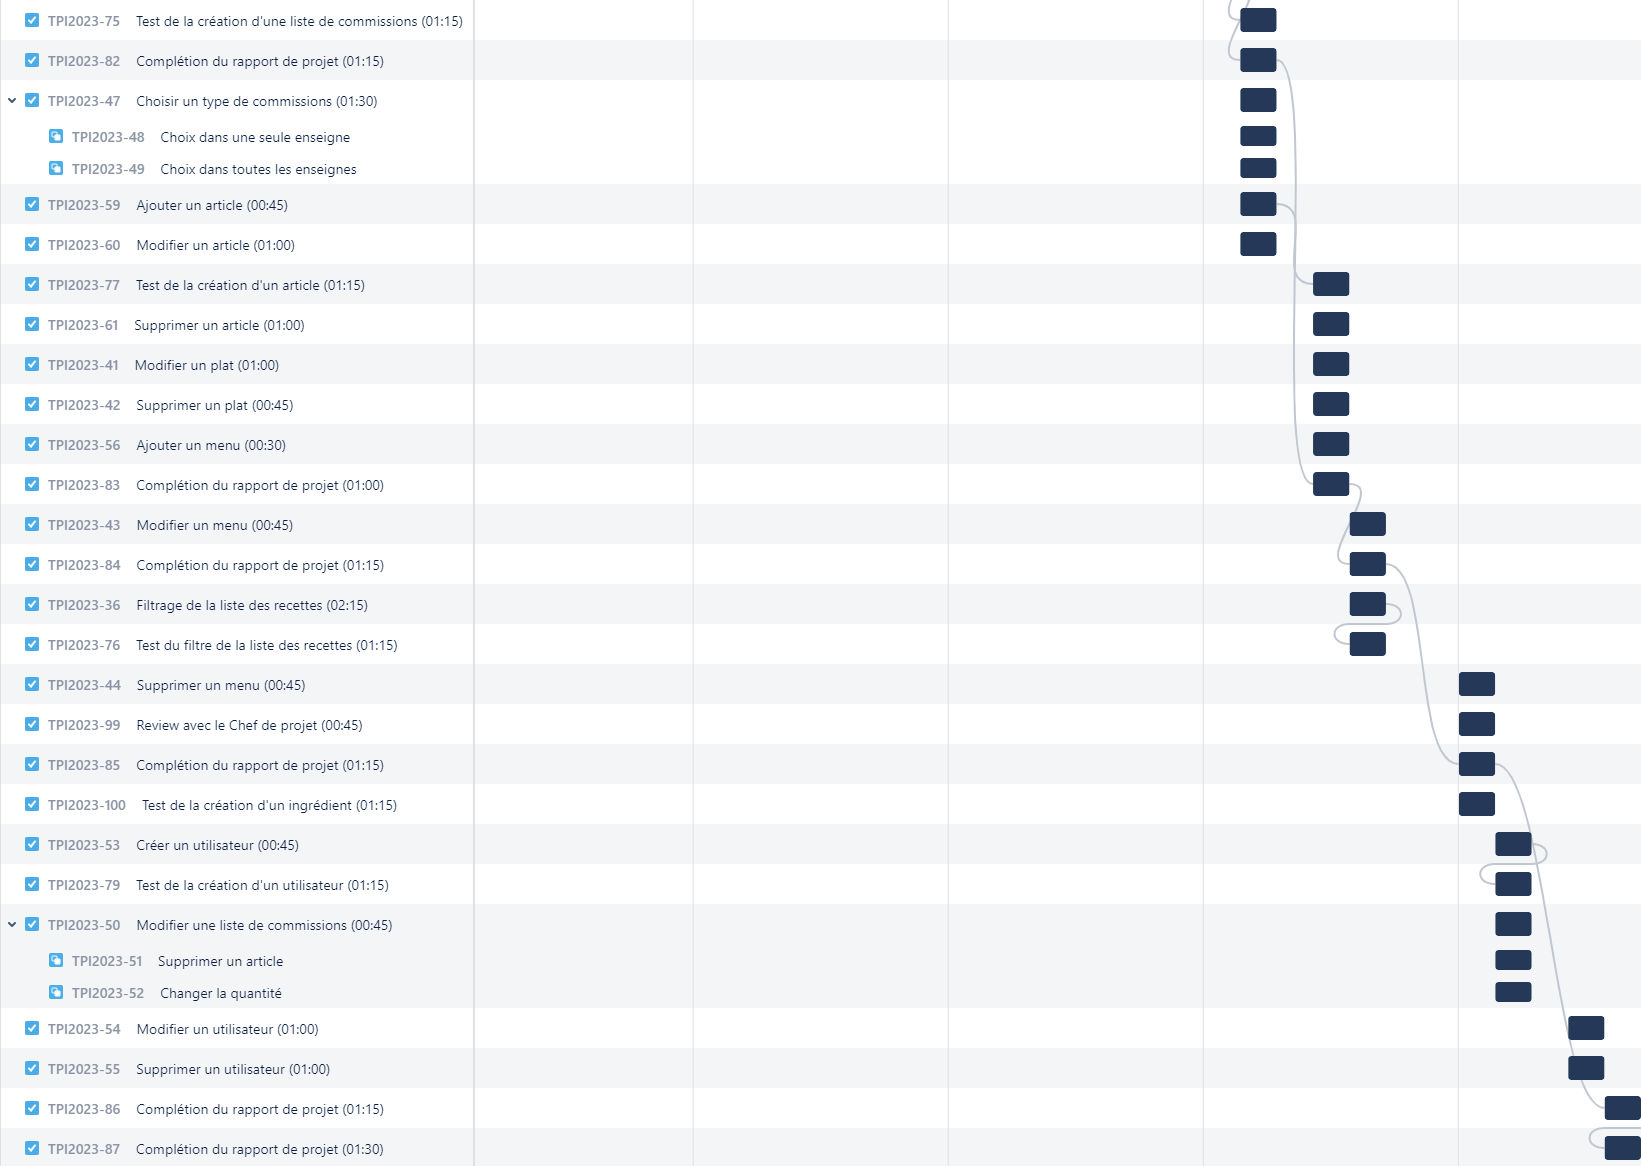 TPI2023-75 Test de la création d'une liste de commissions (01:15)
TPI2023-82 Complétion du rapport de projet (01:15)
TPI2023-47 Choisir un type de commissions (01:30)
TPI2023-48 Choix dans une seule enseigne
TPI2023-49 Choix dans toutes les enseignes
TPI2023-59 Ajouter un article (00:45)
TPI2023-60 Modifier un article (01:00)
TPI2023-77 Test de la création d'un article (01:15)
TPI2023-61 Supprimer un article (01:00)
TPI2023-41 Modifier un plat (01:00)
TPI2023-42 Supprimer un plat (00:45)
TPI2023-56 Ajouter un menu (00:30)
TPI2023-83 Complétion du rapport de projet (01:00)
TPI2023-43 Modifier un menu (00:45)
TPI2023-84 Complétion du rapport de projet (01:15)
TPI2023-36 Filtrage de la liste des recettes (02:15)
TPI2023-76 Test du filtre de la liste des recettes (01:15)
TPI2023-44 Supprimer un menu (00:45)
TPI2023-99 Review avec le Chef de projet (00:45)
TPI2023-85 Complétion du rapport de projet (01:15)
TPI2023-100 Test de la création d'un ingrédient (01:15)
TPI2023-53 Créer un utilisateur (00:45)
TPI2023-79 Test de la création d'un utilisateur (01:15)
TPI2023-50 Modifier une liste de commissions (00:45)
TPI2023-51 Supprimer un article
TPI2023-52 Changer la quantité
TPI2023-54 Modifier un utilisateur (01:00)
TPI2023-55 Supprimer un utilisateur (01:00)
TPI2023-86 Complétion du rapport de projet (01:15)
TPI2023-87 Complétion du rapport de projet (01:30)